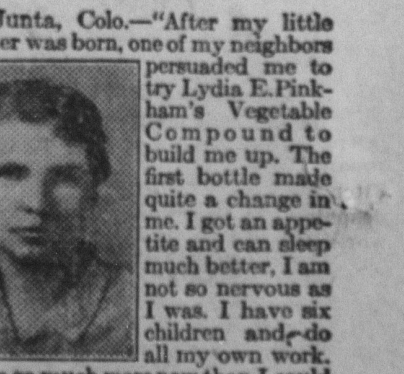 Junta, Colo.—"After my little
er was born, one of my neighbors
persuaded me to
try Lydia E. Pink-
ham's Vegetable
Compound to
build me up. The
first bottle made
quite a change in
me. I got an appe-
tite and can sleep
much better, I am
not so nervous as
I was. I have six
children and do
all my own work.